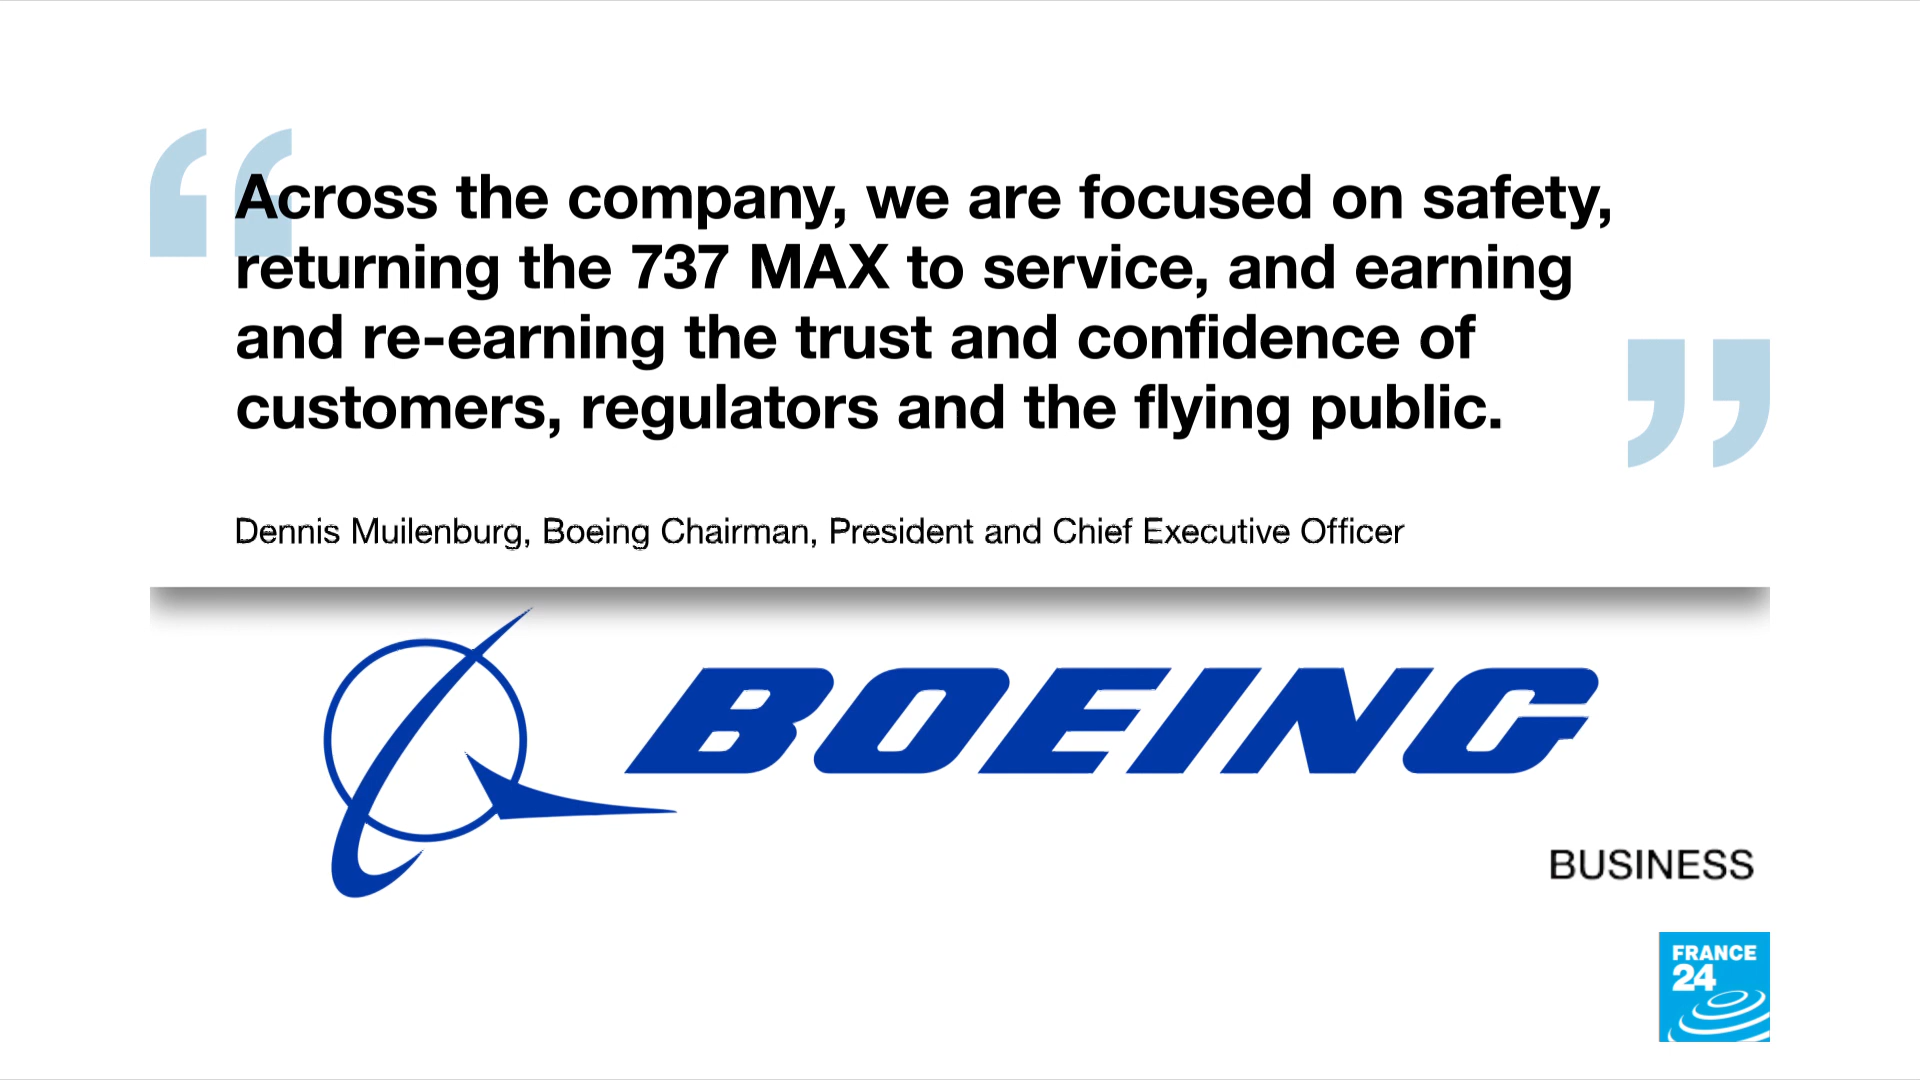 Across the company, we are focused on safety,
returning the 737 MAX to service, and earning
and re-earning the trust and confidence of
customers, regulators and the flying public.
Dennis Muilenburg, Boeing Chairman, President and Chief Executive Officer
BOEING
BUSINESS
FRANCE
24